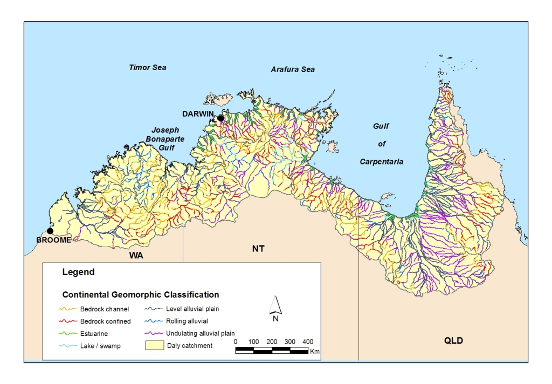 Timor Sea
Arafura Sea
DARWIN
Joseph
Bonaparte
Gulf
Gulf
of
Carpentaria
BROOME
WA
NT
QLD
Legend
Continental Geomorphic Classification
Bedrock channel
Bedrock confined
Estuarine
Lake / swamp
Level alluvial plain
Rolling alluvial
Undulating alluvial plain
Daly catchment
N
0 100 200 300 400
Km